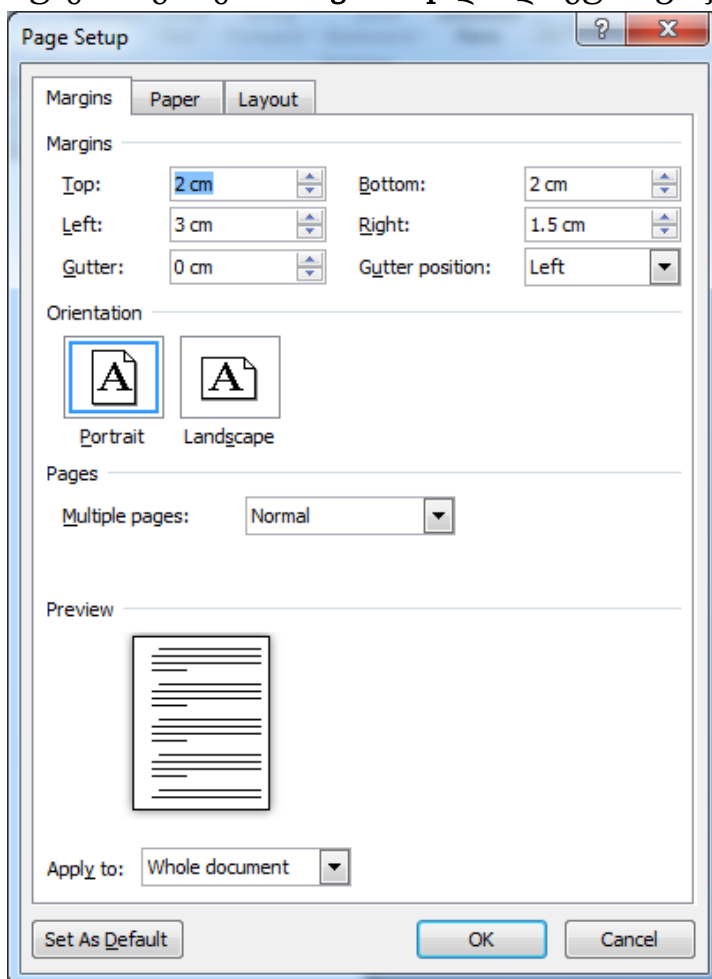 Page Setup
Margins Paper Layout
Margins
Top: 2 cm Bottom: 2 cm
Left: 3 cm Right: 1.5 cm
Gutter: 0 cm Gutter position: Left
Orientation
A A
Portrait Landscape
Pages
Multiple pages: Normal
Preview
Apply to: Whole document
Set As Default OK Cancel